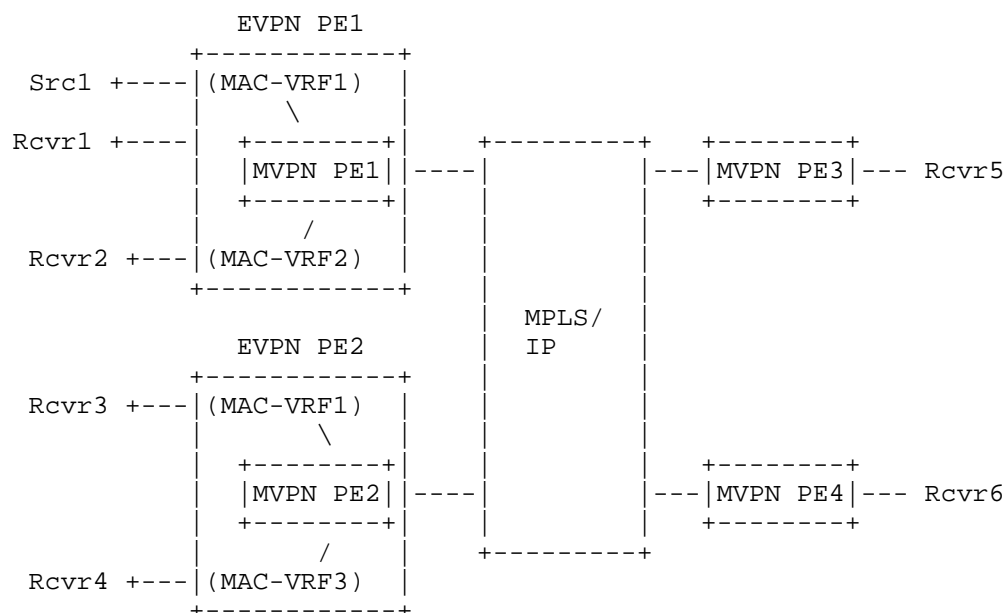 EVPN PE1
Src1 +----|(MAC-VRF1)
Rcvr1 +----
|MVPN PE1||----| |---|MVPN PE3|--- Rcvr5
Rcvr2 +---|(MAC-VRF2)
MPLS/
EVPN PE2 IP
Rcvr3 +---|(MAC-VRF1)
|MVPN PE2||----| |---|MVPN PE4|--- Rcvr6
Rcvr4 +---|(MAC-VRF3)